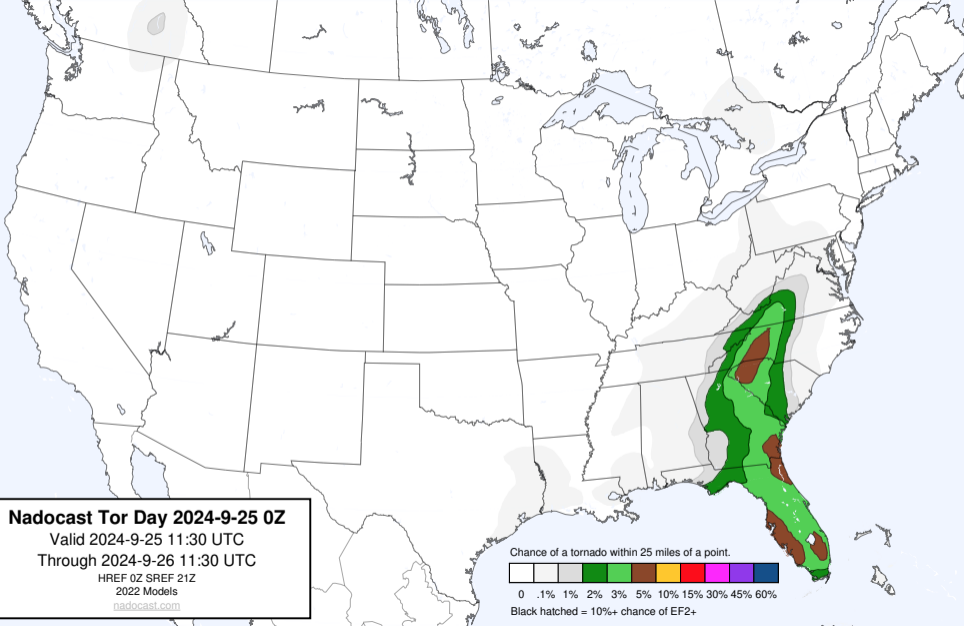 Nadocast Tor Day 2024-9-25 0Z
Valid 2024-9-25 11:30 UTC
Through 2024-9-26 11:30 UTC
HREF 0Z SREF 21Z
2022 Models
nadocast.com
Chance of a tornado within 25 miles of a point.
0 .1% 1% 2% 3% 5% 10% 15% 30% 45% 60%
Black hatched = 10%+ chance of EF2+